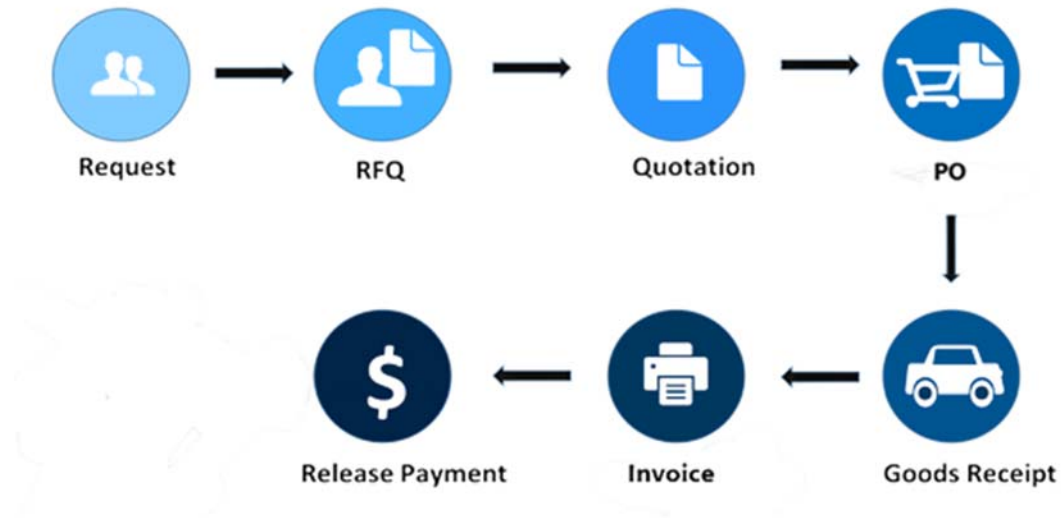 Request
RFQ
Quotation
PO
Release Payment
Invoice
Goods Receipt